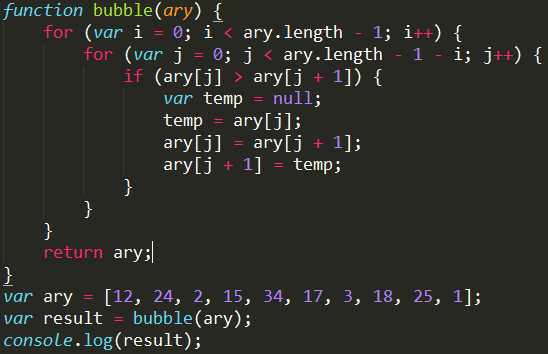 function bubble(ary) {
    for (var i = 0; i < ary.length - 1; i++) {
        for (var j = 0; j < ary.length - 1 - i; j++) {
            if (ary[j] > ary[j + 1]) {
                var temp = null;
                temp = ary[j];
                ary[j] = ary[j + 1];
                ary[j + 1] = temp;
            }
        }
    }
    return ary;
}
var ary = [12, 24, 2, 15, 34, 17, 3, 18, 25, 1];
var result = bubble(ary);
console.log(result);